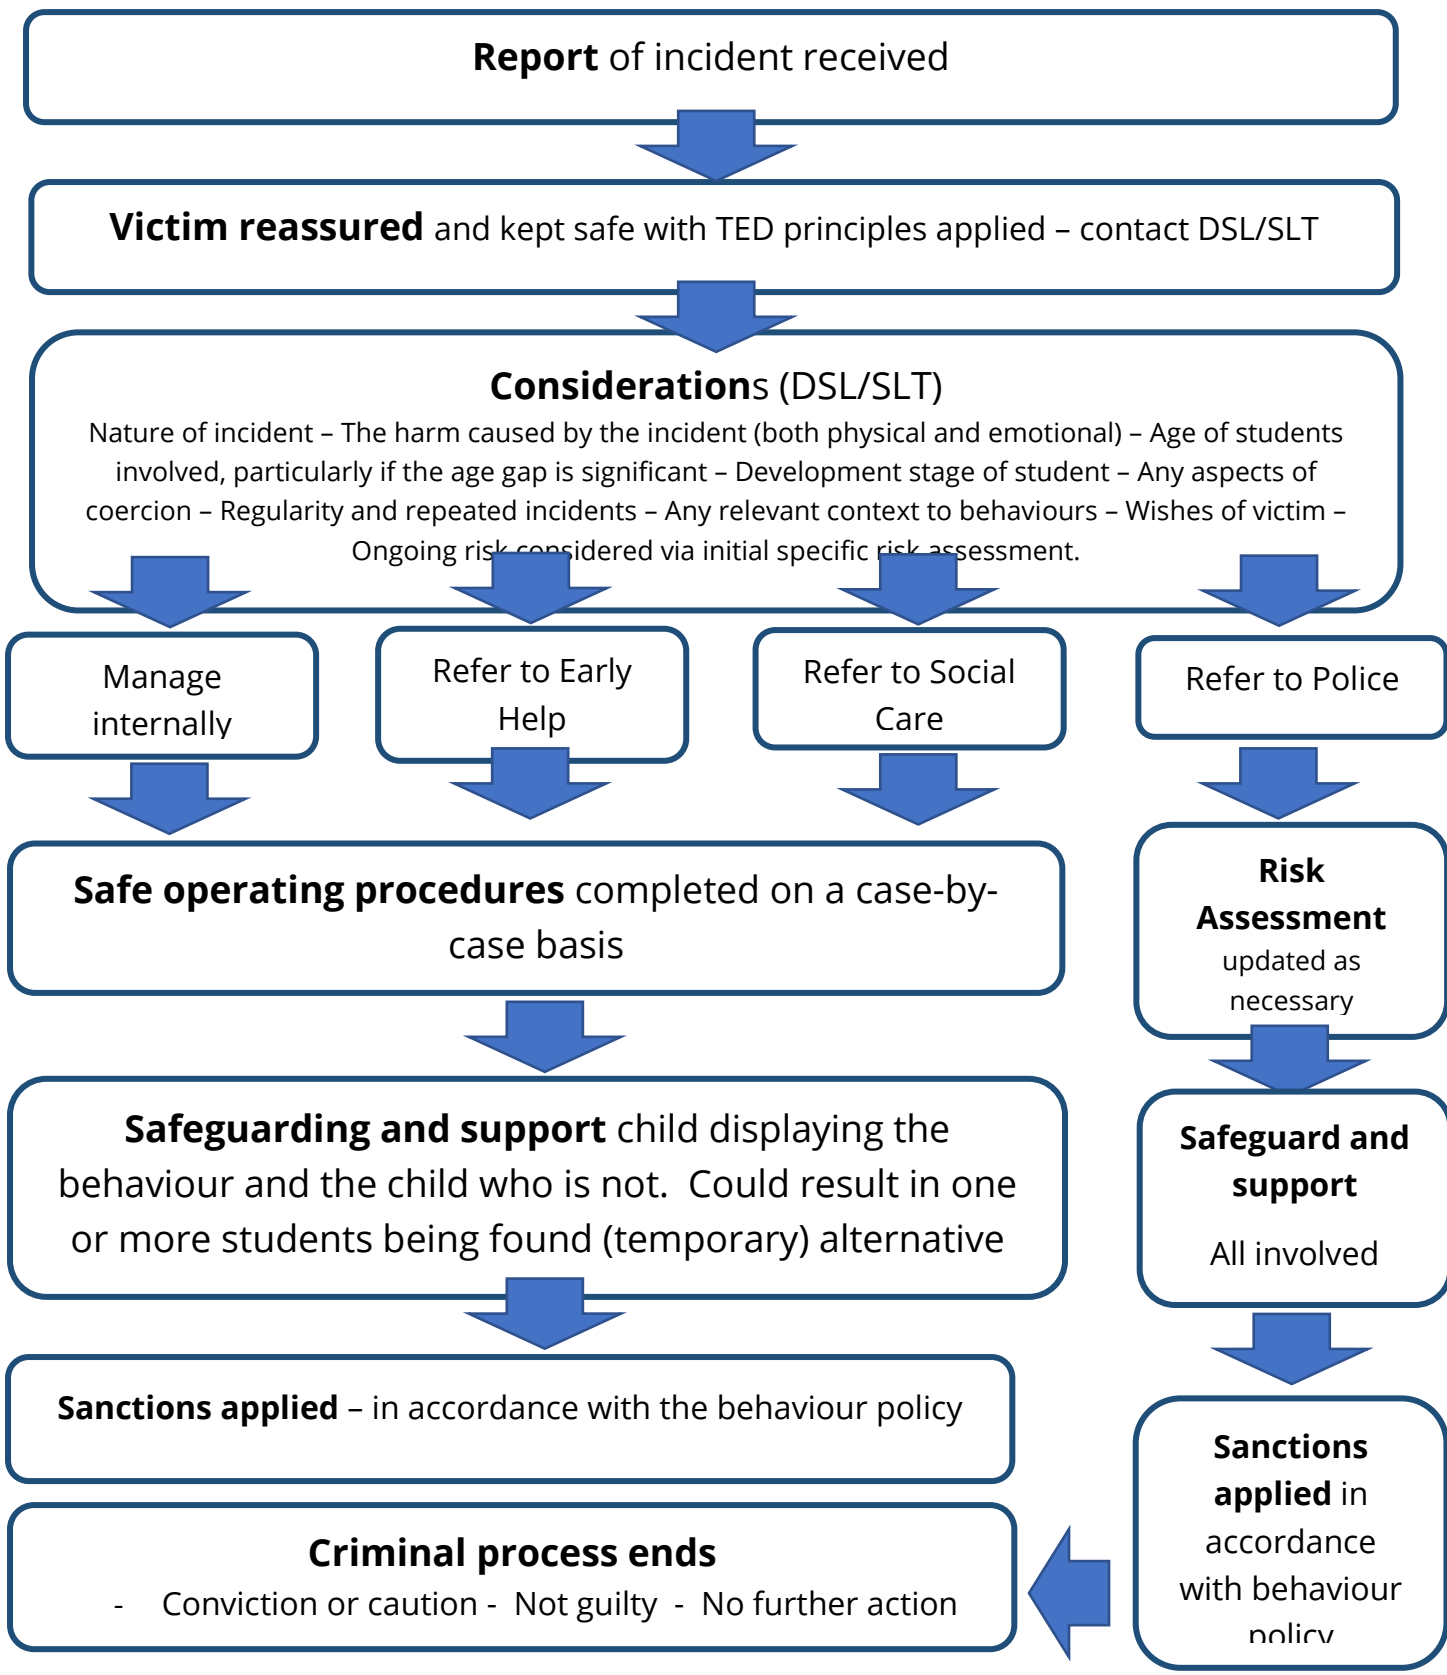 Report of incident received
Victim reassured and kept safe with TED principles applied – contact DSL/SLT
Considerations (DSL/SLT)
Nature of incident – The harm caused by the incident (both physical and emotional) – Age of students
involved, particularly if the age gap is significant – Development stage of student – Any aspects of
coercion – Regularity and repeated incidents – Any relevant context to behaviours – Wishes of victim –
Ongoing risk considered via initial specific risk assessment.
Manage
internally
Refer to Early
Help
Refer to Social
Care
Refer to Police
Safe operating procedures completed on a case-by-
case basis
Risk
Assessment
updated as
necessary
Safeguarding and support child displaying the
behaviour and the child who is not.  Could result in one
or more students being found (temporary) alternative
Safeguard and
support
All involved
Sanctions applied – in accordance with the behaviour policy
Sanctions
applied in
accordance
with behaviour
policy
Criminal process ends
- Conviction or caution - Not guilty - No further action